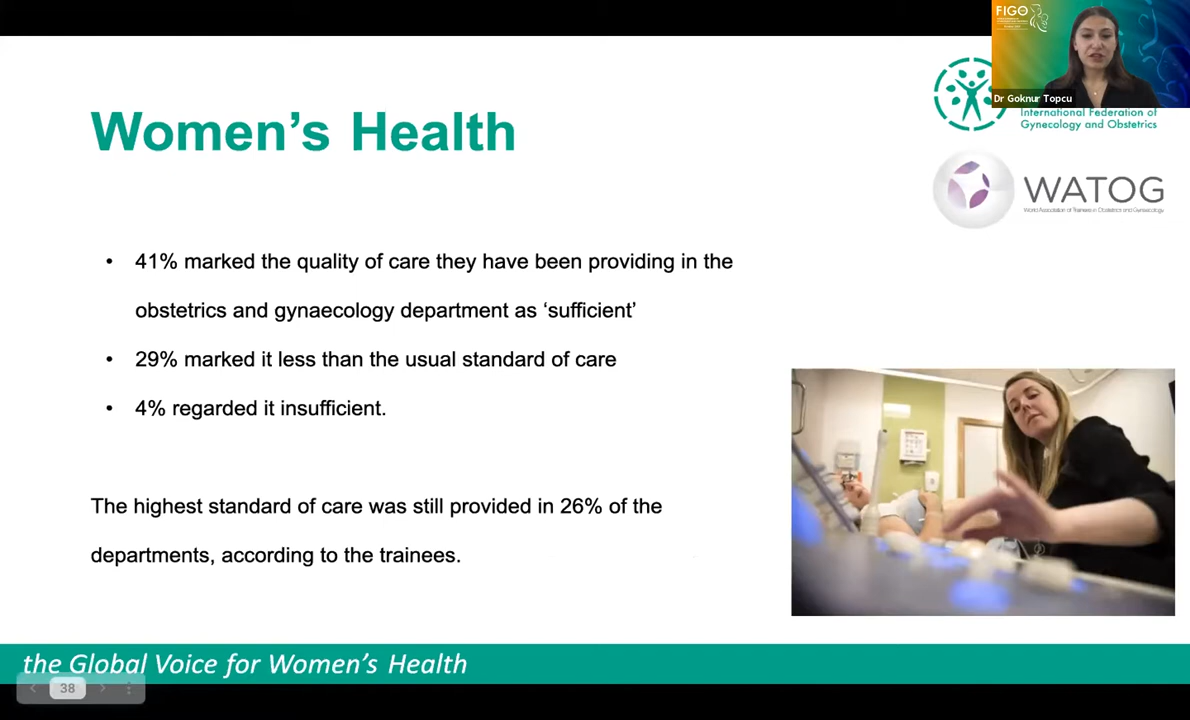 FIGO
Dr Goknur Topcu
International Federation of
Gynecology and Obstetrics
WATOG
World Association of Trainees in Obstetrics and Gynaecology
Women’s Health
• 41% marked the quality of care they have been providing in the
obstetrics and gynaecology department as ‘sufficient’
• 29% marked it less than the usual standard of care
• 4% regarded it insufficient.
The highest standard of care was still provided in 26% of the
departments, according to the trainees.
the Global Voice for Women’s Health
38